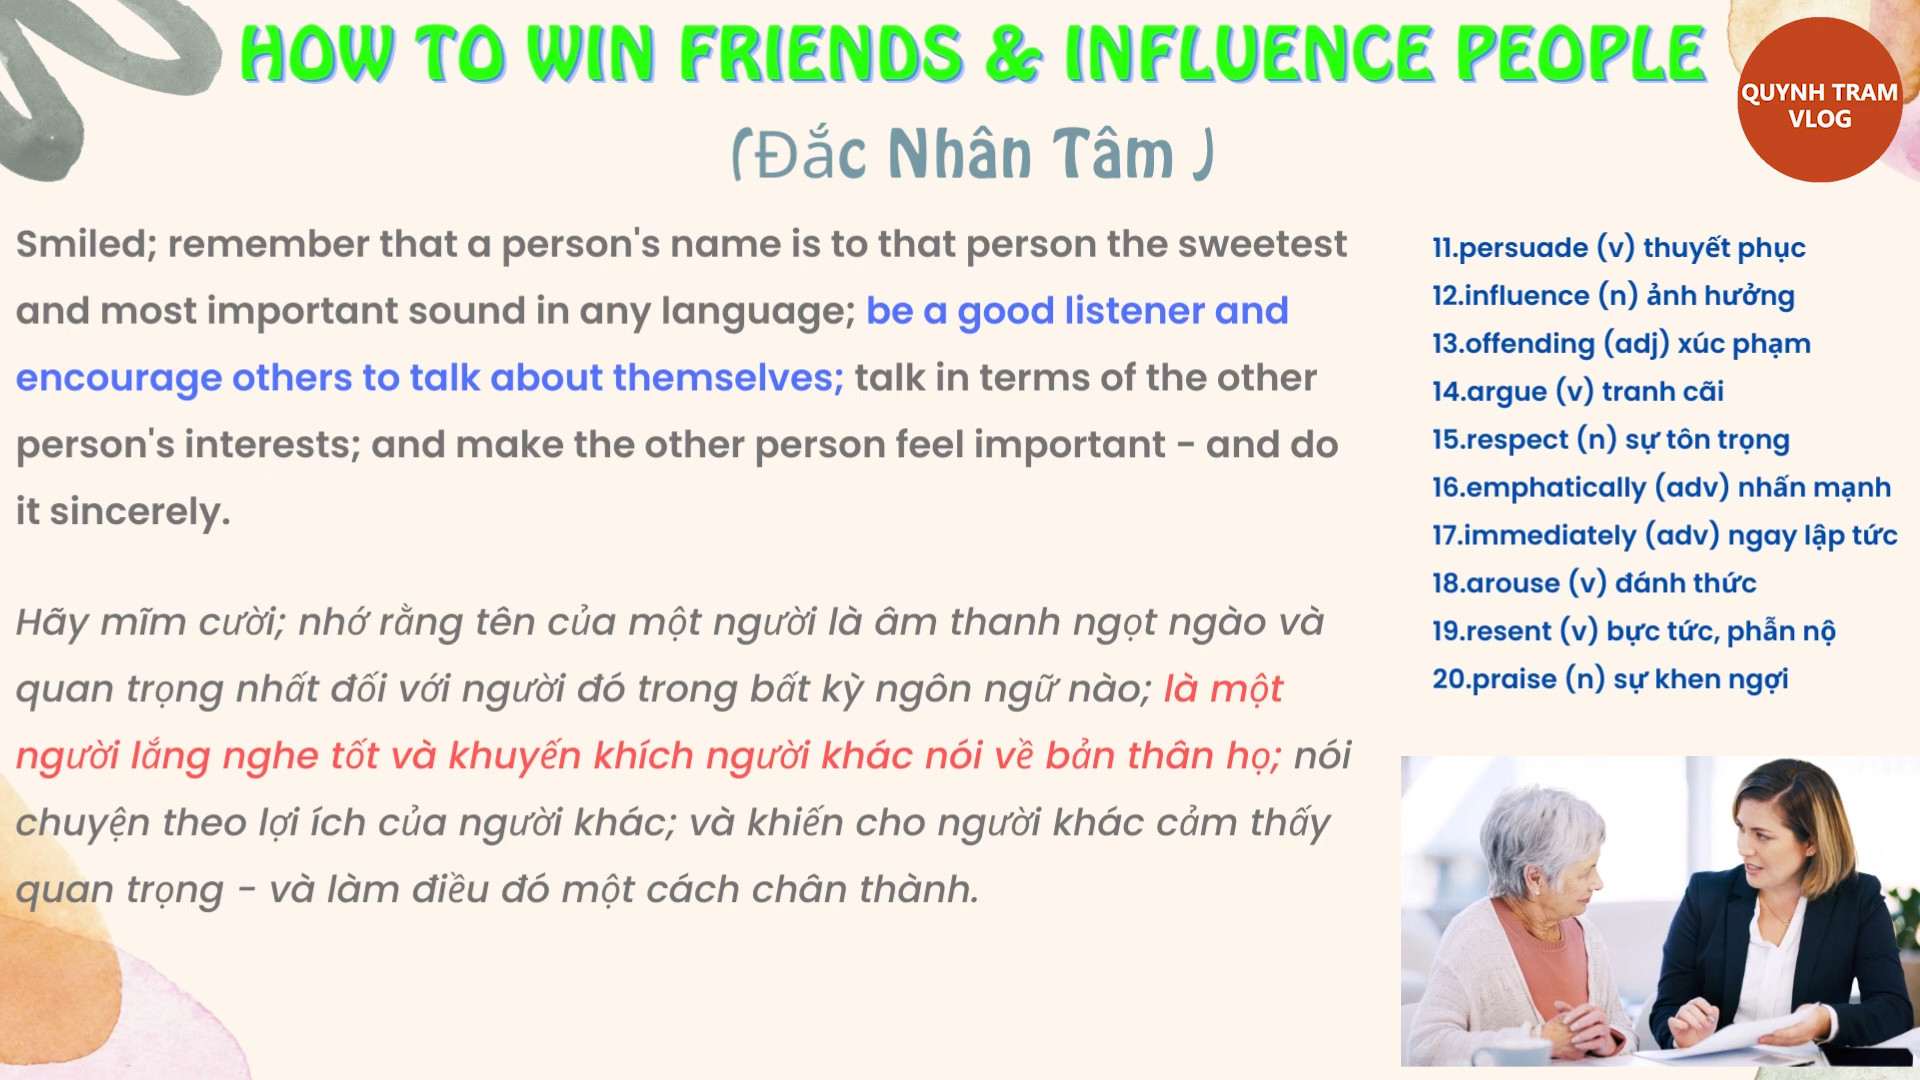 HOW TO WIN FRIENDS & INFLUENCE PEOPLE
QUYNH TRAM
VLOG
(Đắc Nhân Tâm )
Smiled; remember that a person's name is to that person the sweetest
and most important sound in any language; be a good listener and
encourage others to talk about themselves; talk in terms of the other
person's interests; and make the other person feel important - and do
it sincerely.
Hãy mĩm cười; nhớ rằng tên của một người là âm thanh ngọt ngào và
quan trọng nhất đối với người đó trong bất kỳ ngôn ngữ nào; là một
người lắng nghe tốt và khuyến khích người khác nói về bản thân họ; nói
chuyện theo lợi ích của người khác; và khiến cho người khác cảm thấy
quan trọng - và làm điều đó một cách chân thành.
11.persuade (v) thuyết phục
12.influence (n) ảnh hưởng
13.offending (adj) xúc phạm
14.argue (v) tranh cãi
15.respect (n) sự tôn trọng
16.emphatically (adv) nhấn mạnh
17.immediately (adv) ngay lập tức
18.arouse (v) đánh thức
19.resent (v) bực tức, phẫn nộ
20.praise (n) sự khen ngợi